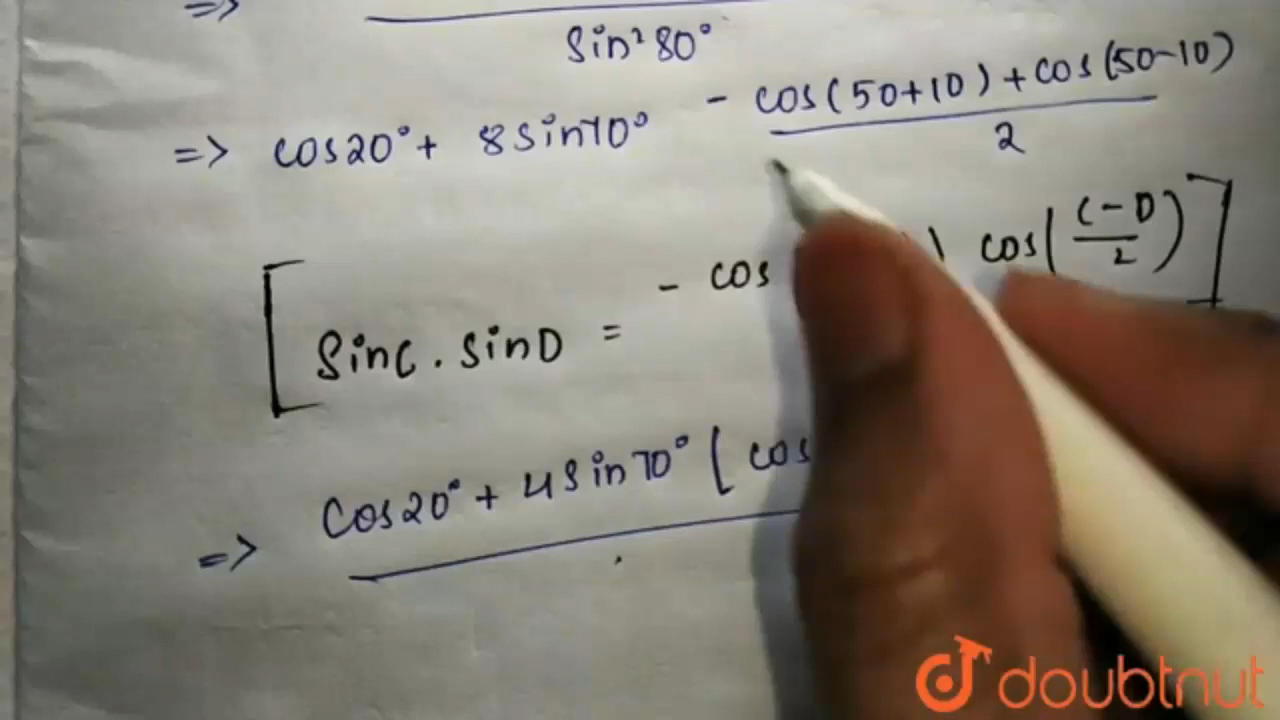 =>
sin²80°
=> cos20° + 8sin70° - cos(50+10) + cos(50-10)
2
[ sinC . sinD = - cos ) cos(C-D/2) ]
=> cos20° + 4sin70° ( cos
doubtnut